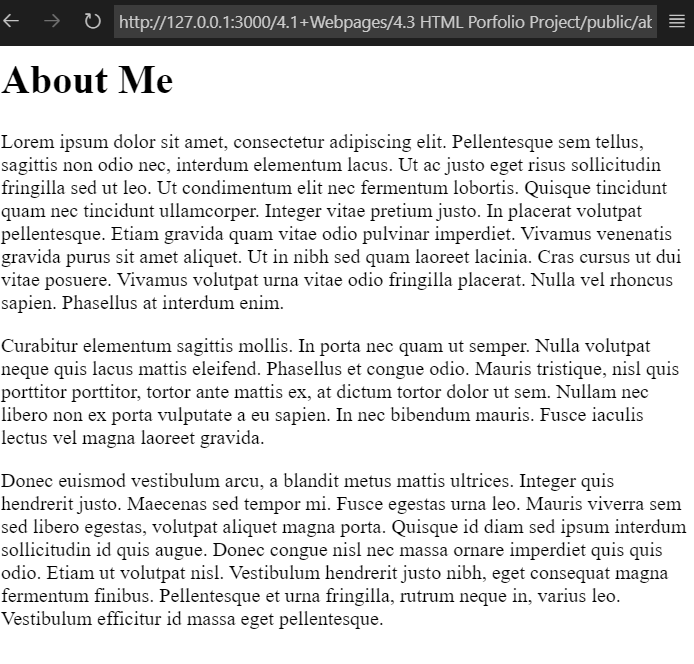 http://127.0.0.1:3000/4.1+Webpages/4.3 HTML Porfolio Project/public/ab
About Me
Lorem ipsum dolor sit amet, consectetur adipiscing elit. Pellentesque sem tellus,
sagittis non odio nec, interdum elementum lacus. Ut ac justo eget risus sollicitudin
fringilla sed ut leo. Ut condimentum elit nec fermentum lobortis. Quisque tincidunt
quam nec tincidunt ullamcorper. Integer vitae pretium justo. In placerat volutpat
pellentesque. Etiam gravida quam vitae odio pulvinar imperdiet. Vivamus venenatis
gravida purus sit amet aliquet. Ut in nibh sed quam laoreet lacinia. Cras cursus ut dui
vitae posuere. Vivamus volutpat urna vitae odio fringilla placerat. Nulla vel rhoncus
sapien. Phasellus at interdum enim.
Curabitur elementum sagittis mollis. In porta nec quam ut semper. Nulla volutpat
neque quis lacus mattis eleifend. Phasellus et congue odio. Mauris tristique, nisl quis
porttitor porttitor, tortor ante mattis ex, at dictum tortor dolor ut sem. Nullam nec
libero non ex porta vulputate a eu sapien. In nec bibendum mauris. Fusce iaculis
lectus vel magna laoreet gravida.
Donec euismod vestibulum arcu, a blandit metus mattis ultrices. Integer quis
hendrerit justo. Maecenas sed tempor mi. Fusce egestas urna leo. Mauris viverra sem
sed libero egestas, volutpat aliquet magna porta. Quisque id diam sed ipsum interdum
sollicitudin id quis augue. Donec congue nisl nec massa ornare imperdiet quis quis
odio. Etiam ut volutpat nisl. Vestibulum hendrerit justo nibh, eget consequat magna
fermentum finibus. Pellentesque et urna fringilla, rutrum neque in, varius leo.
Vestibulum efficitur id massa eget pellentesque.